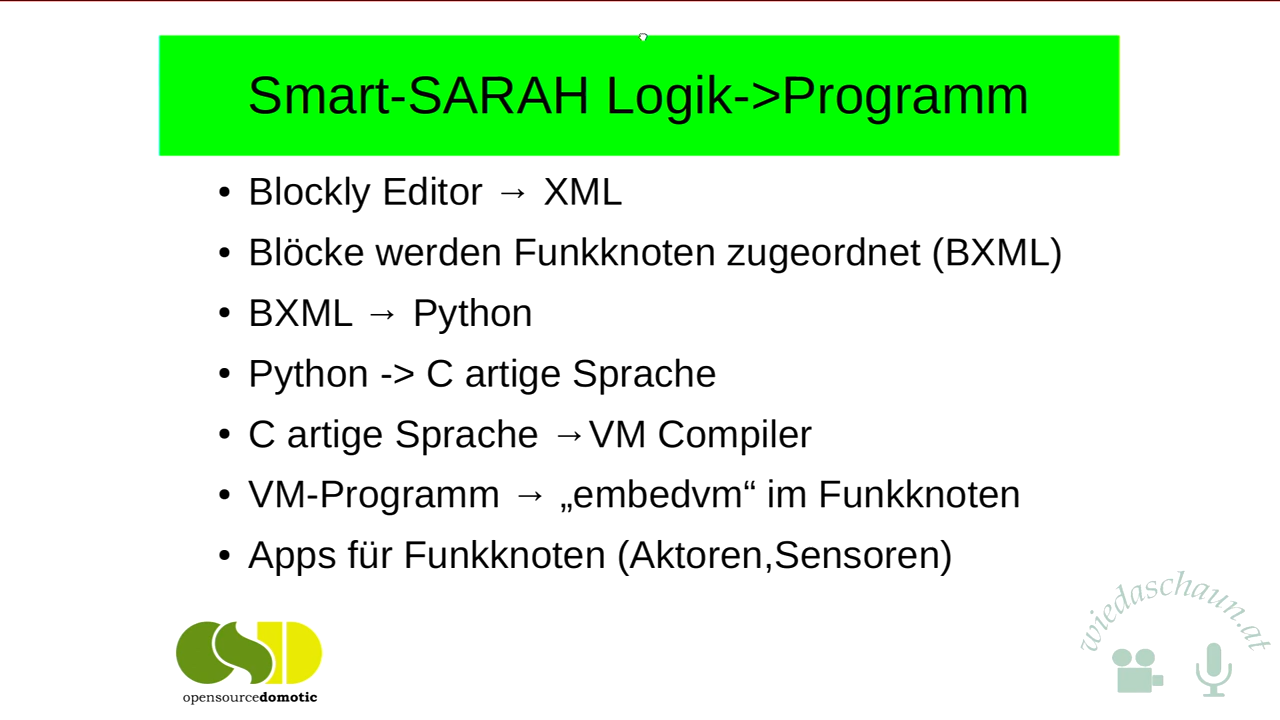 Smart-SARAH Logik->Programm
• Blockly Editor → XML
• Blöcke werden Funkknoten zugeordnet (BXML)
• BXML → Python
• Python -> C artige Sprache
• C artige Sprache →VM Compiler
• VM-Programm → „embedvm“ im Funkknoten
• Apps für Funkknoten (Aktoren,Sensoren)
wiedaschaun.at
OSD
opensourcedomotic